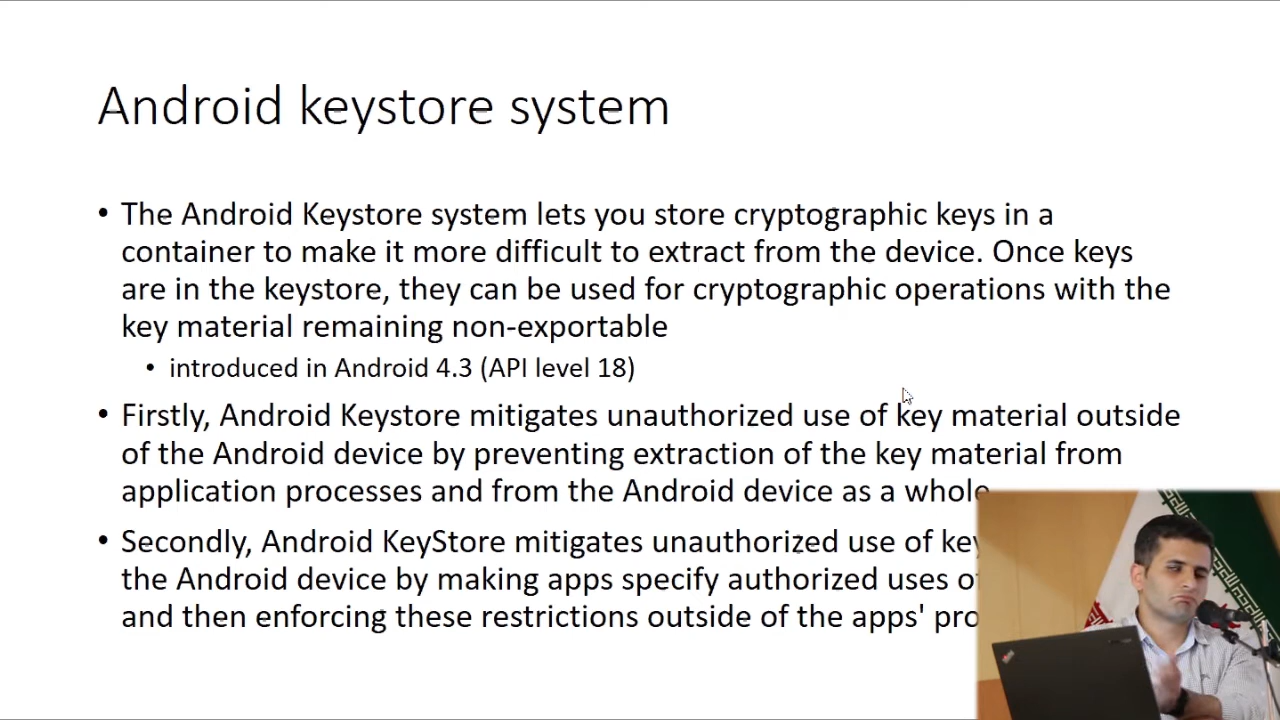 Android keystore system
• The Android Keystore system lets you store cryptographic keys in a
container to make it more difficult to extract from the device. Once keys
are in the keystore, they can be used for cryptographic operations with the
key material remaining non-exportable
• introduced in Android 4.3 (API level 18)
• Firstly, Android Keystore mitigates unauthorized use of key material outside
of the Android device by preventing extraction of the key material from
application processes and from the Android device as a whole
• Secondly, Android KeyStore mitigates unauthorized use of key
the Android device by making apps specify authorized uses of
and then enforcing these restrictions outside of the apps' pro